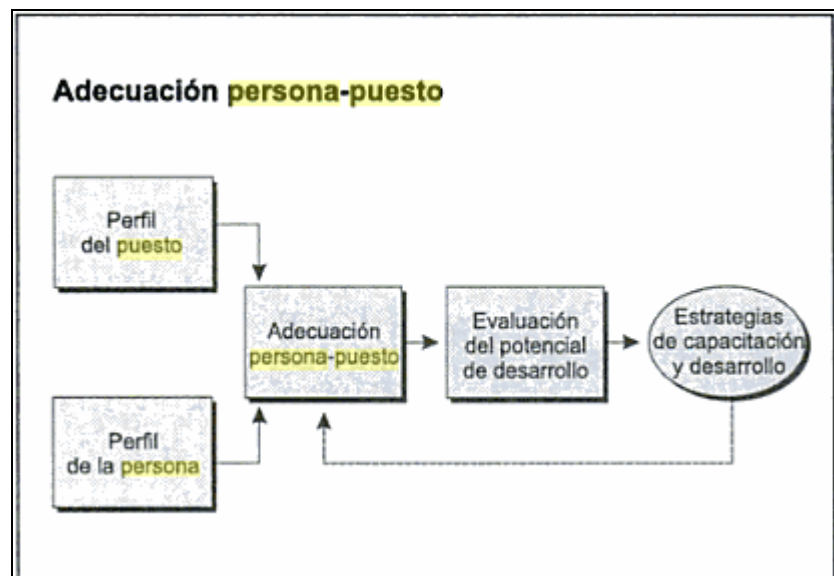 Adecuación persona-puesto
Perfil
del puesto
Adecuación
persona-puesto
Evaluación
del potencial
de desarrollo
Estrategias
de capacitación
y desarrollo
Perfil
de la persona